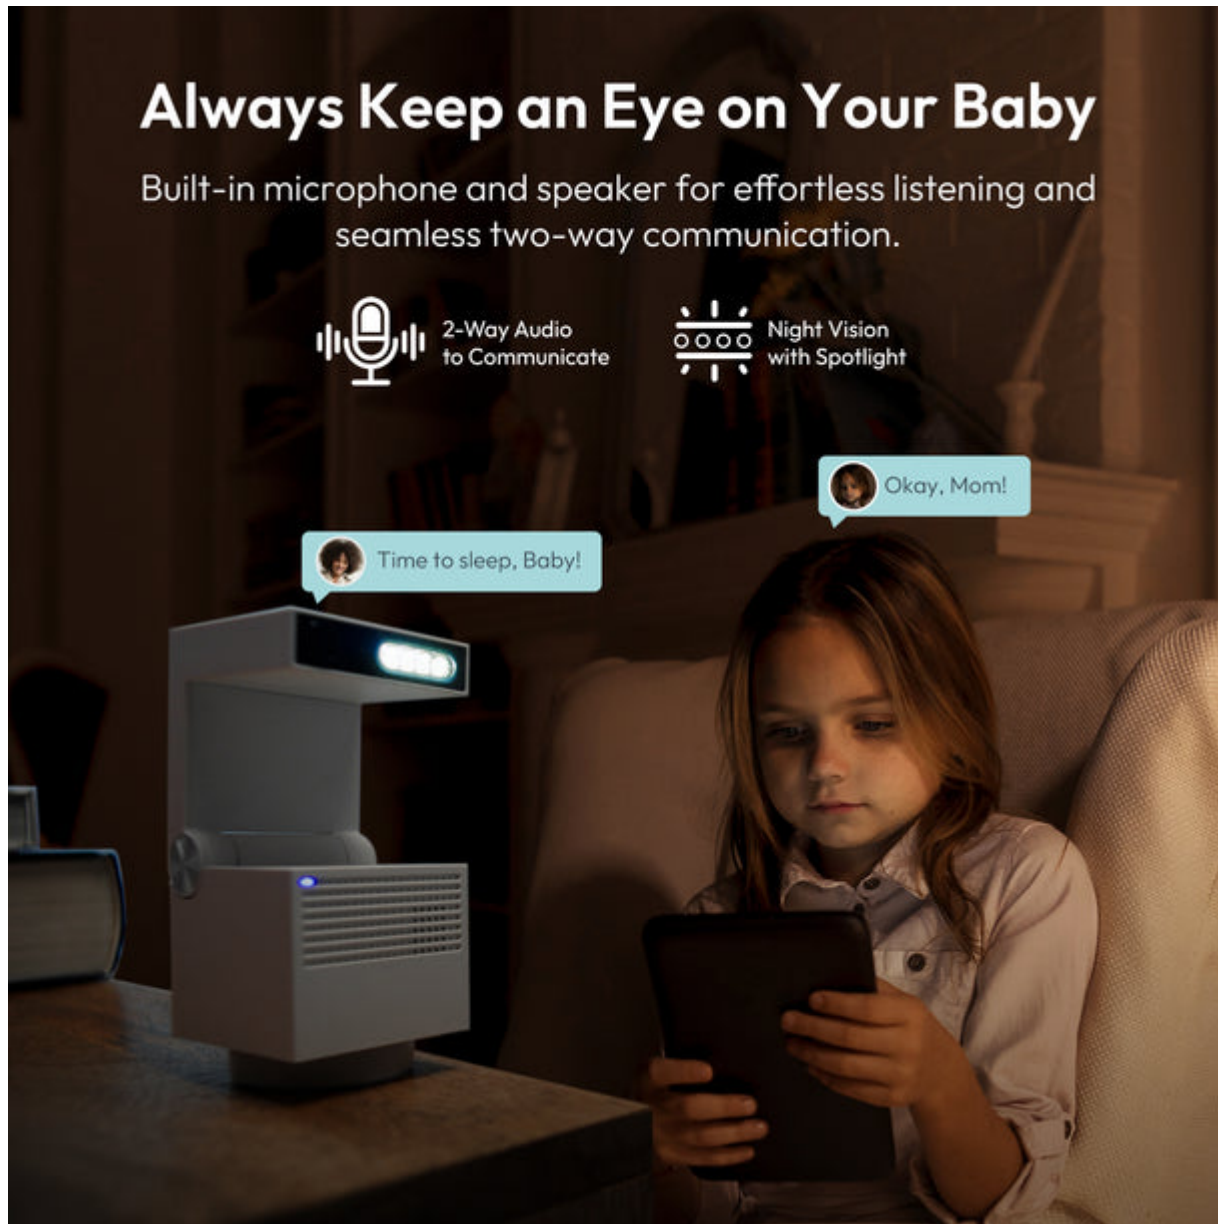 Always Keep an Eye on Your Baby
Built-in microphone and speaker for effortless listening and
seamless two-way communication.
2-Way Audio
to Communicate
Night Vision
with Spotlight
Okay, Mom!
Time to sleep, Baby!